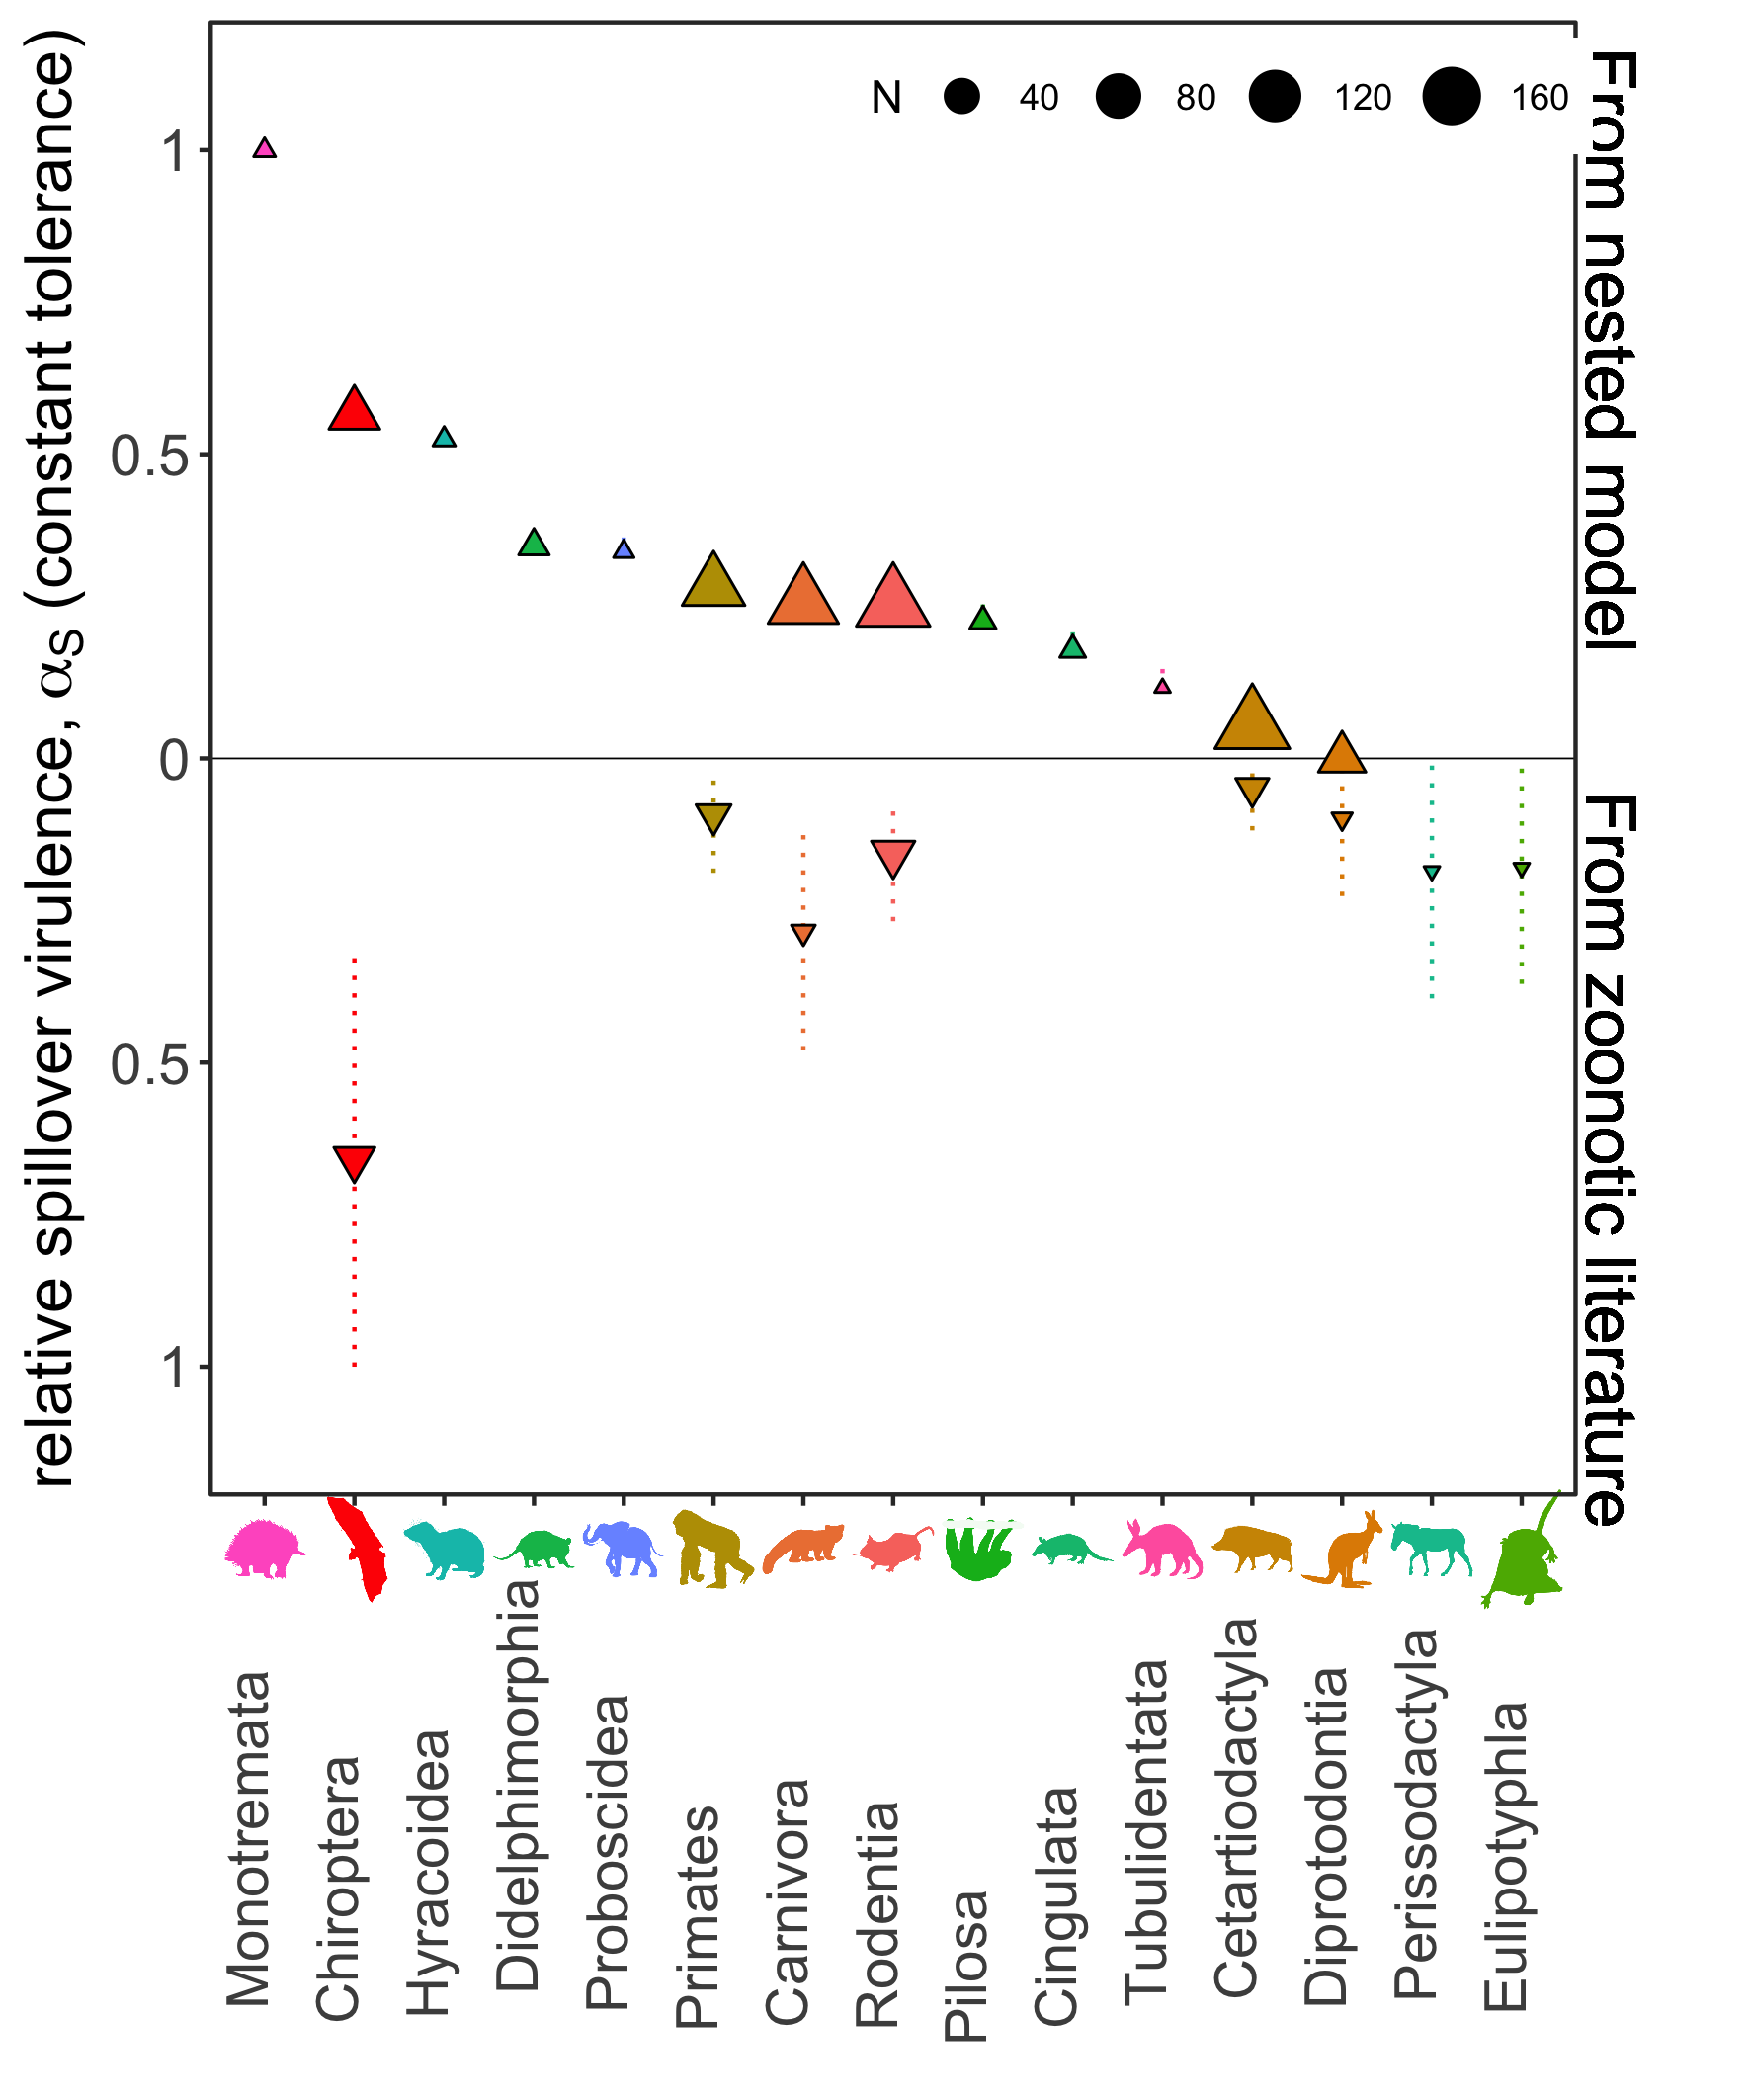 relative spillover virulence, αS (constant tolerance)
1
0.5
0
0.5
1
N 40 80 120 160
From nested model
From zoonotic literature
Monotremata
Chiroptera
Hyracoidea
Didelphimorphia
Proboscidea
Primates
Carnivora
Rodentia
Pilosa
Cingulata
Tubulidentata
Cetartiodactyla
Diprotodontia
Perissodactyla
Eulipotyphla